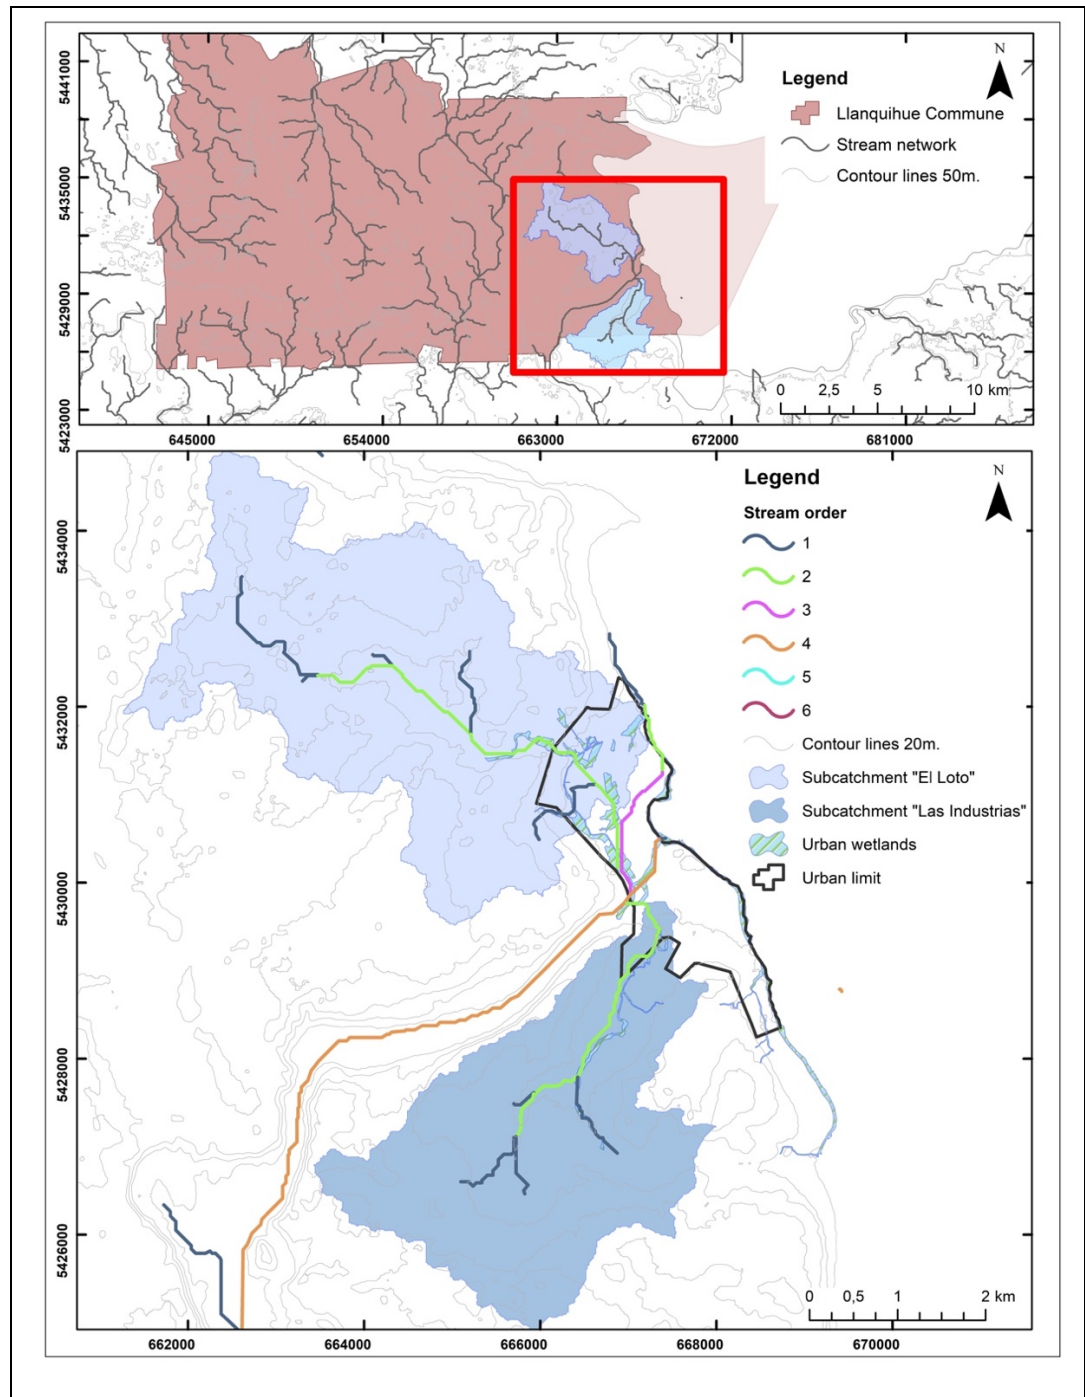 5441000
5435000
5429000
5423000
N
Legend
Llanquihue Commune
Stream network
Contour lines 50m.
0 2,5 5 10 km
645000 654000 663000 672000 681000
5434000
5432000
5430000
5428000
5426000
Legend
N
Stream order
1
2
3
4
5
6
Contour lines 20m.
Subcatchment "El Loto"
Subcatchment "Las Industrias"
Urban wetlands
Urban limit
0 0,5 1 2 km
662000 664000 666000 668000 670000